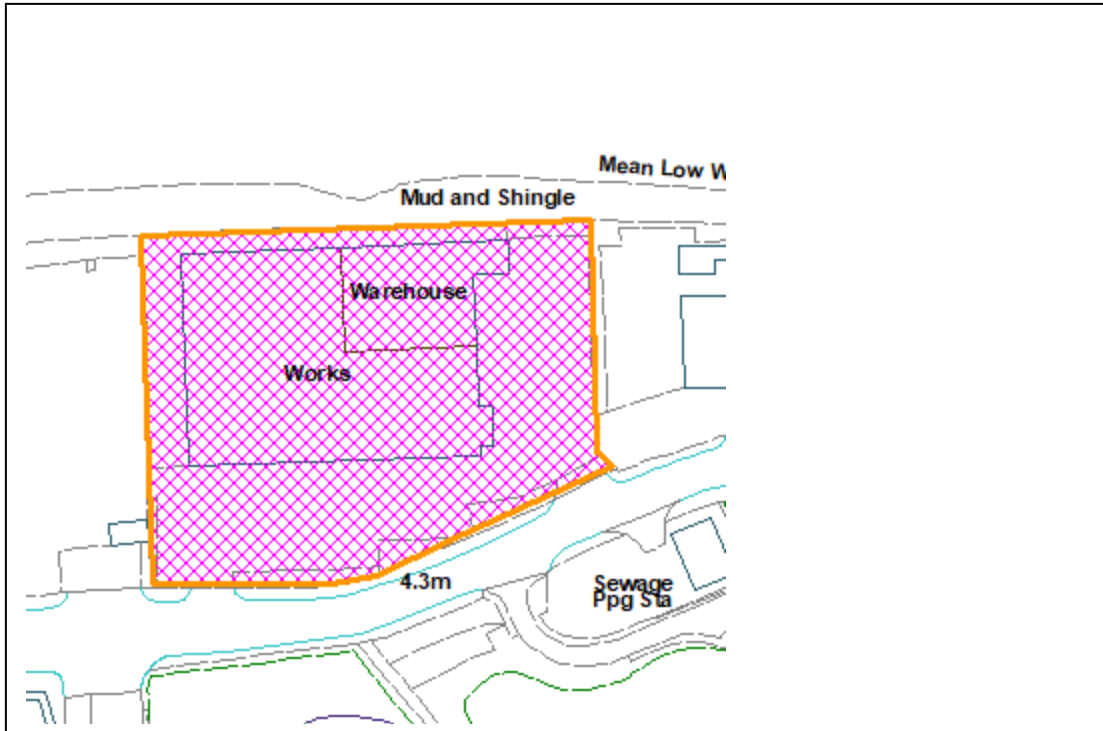 Mean Low W
Mud and Shingle
Warehouse
Works
4.3m
Sewage
Ppg Sta